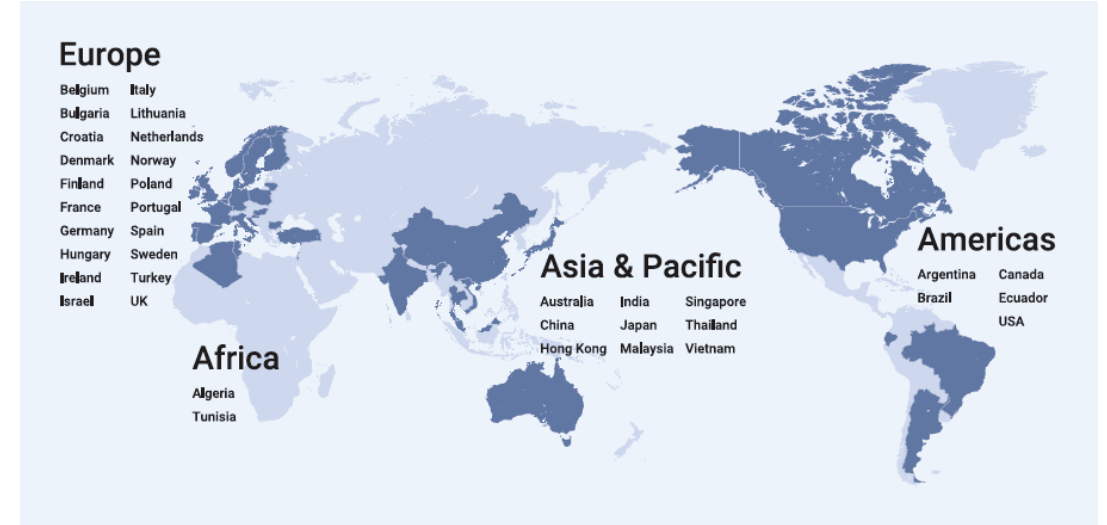 Europe
Belgium Italy
Bulgaria Lithuania
Croatia Netherlands
Denmark Norway
Finland Poland
France Portugal
Germany Spain
Hungary Sweden
Ireland Turkey
Israel UK
Africa
Algeria
Tunisia
Asia & Pacific
Australia India Singapore
China Japan Thailand
Hong Kong Malaysia Vietnam
Americas
Argentina Canada
Brazil Ecuador
USA